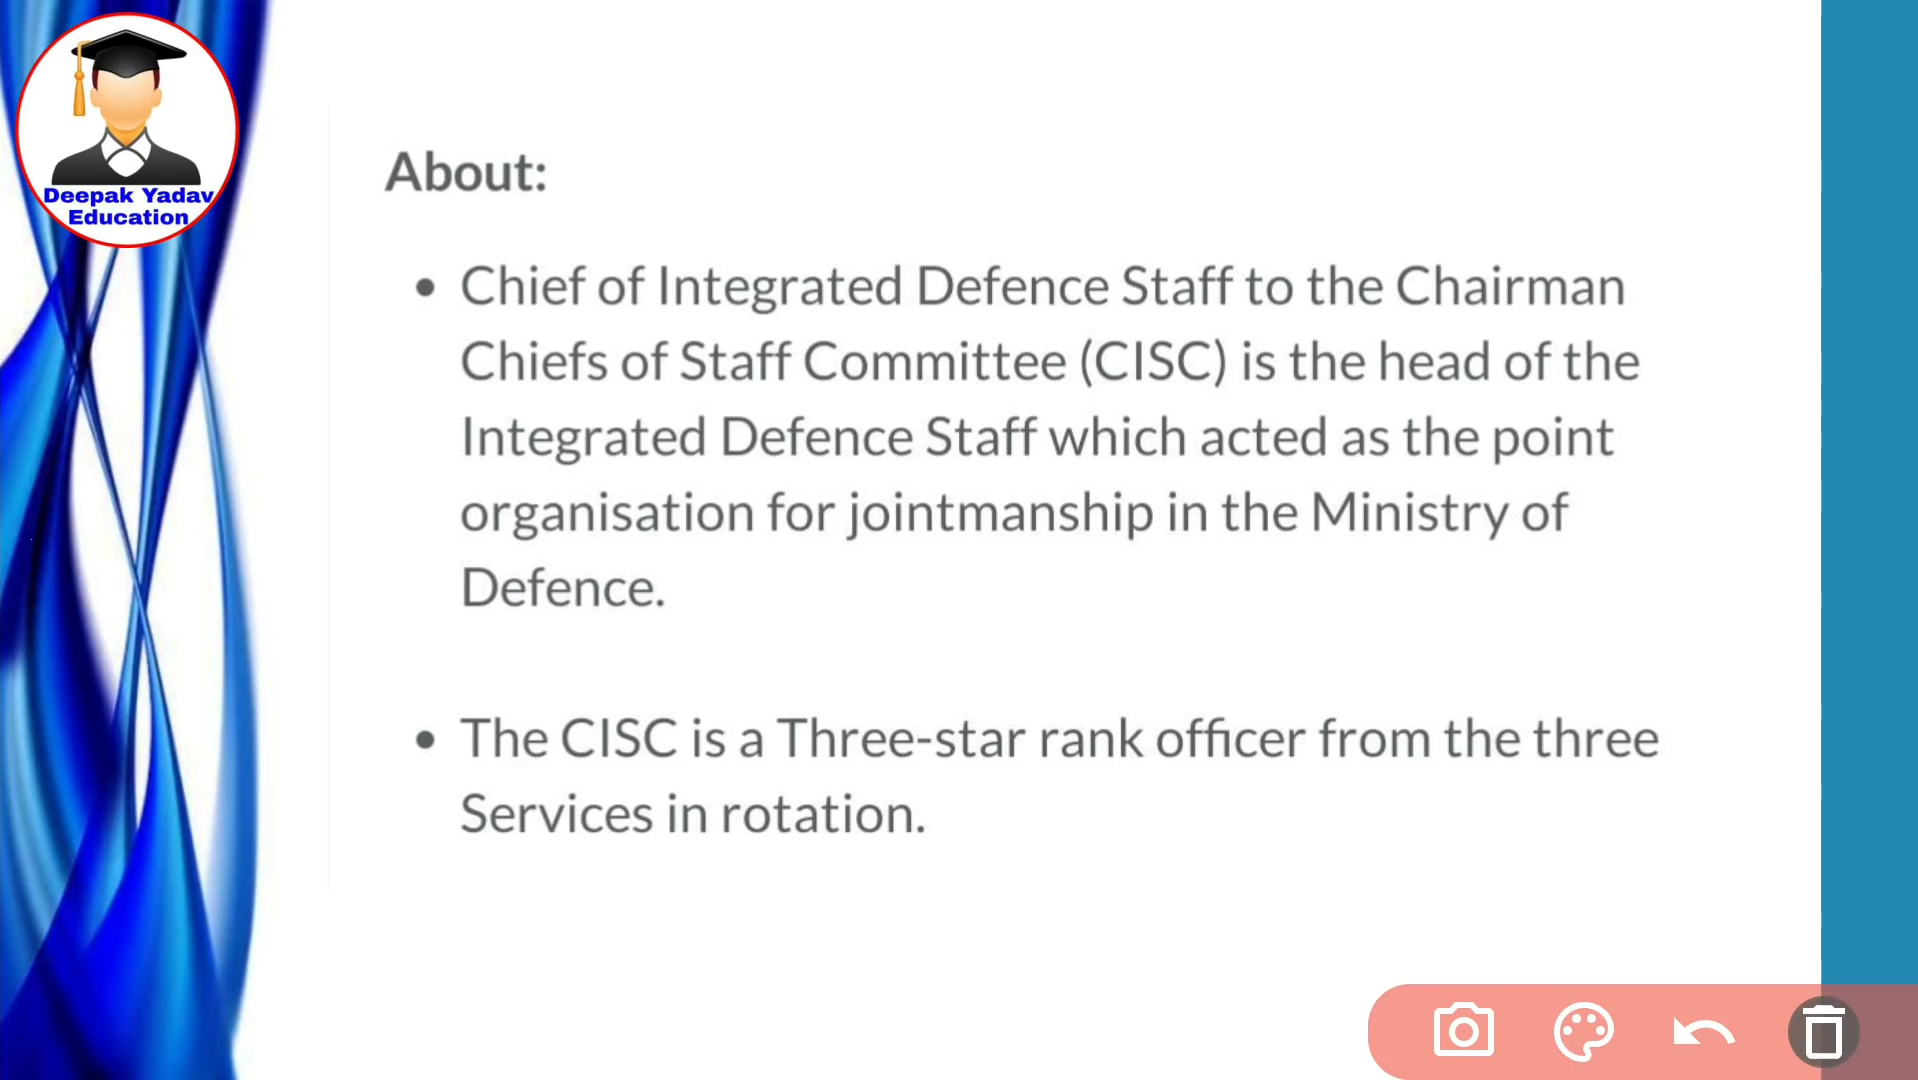 Deepak Yadav
Education
About:
• Chief of Integrated Defence Staff to the Chairman
Chiefs of Staff Committee (CISC) is the head of the
Integrated Defence Staff which acted as the point
organisation for jointmanship in the Ministry of
Defence.
• The CISC is a Three-star rank officer from the three
Services in rotation.